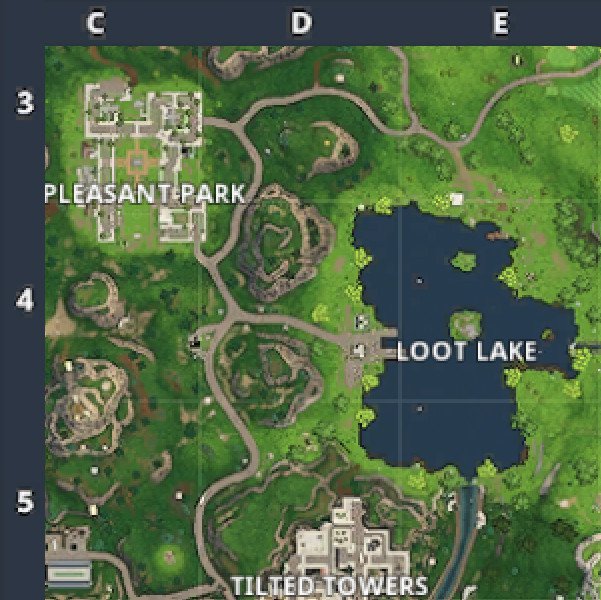 C D E
3
PLEASANT PARK
4
LOOT LAKE
5
TILTED TOWERS